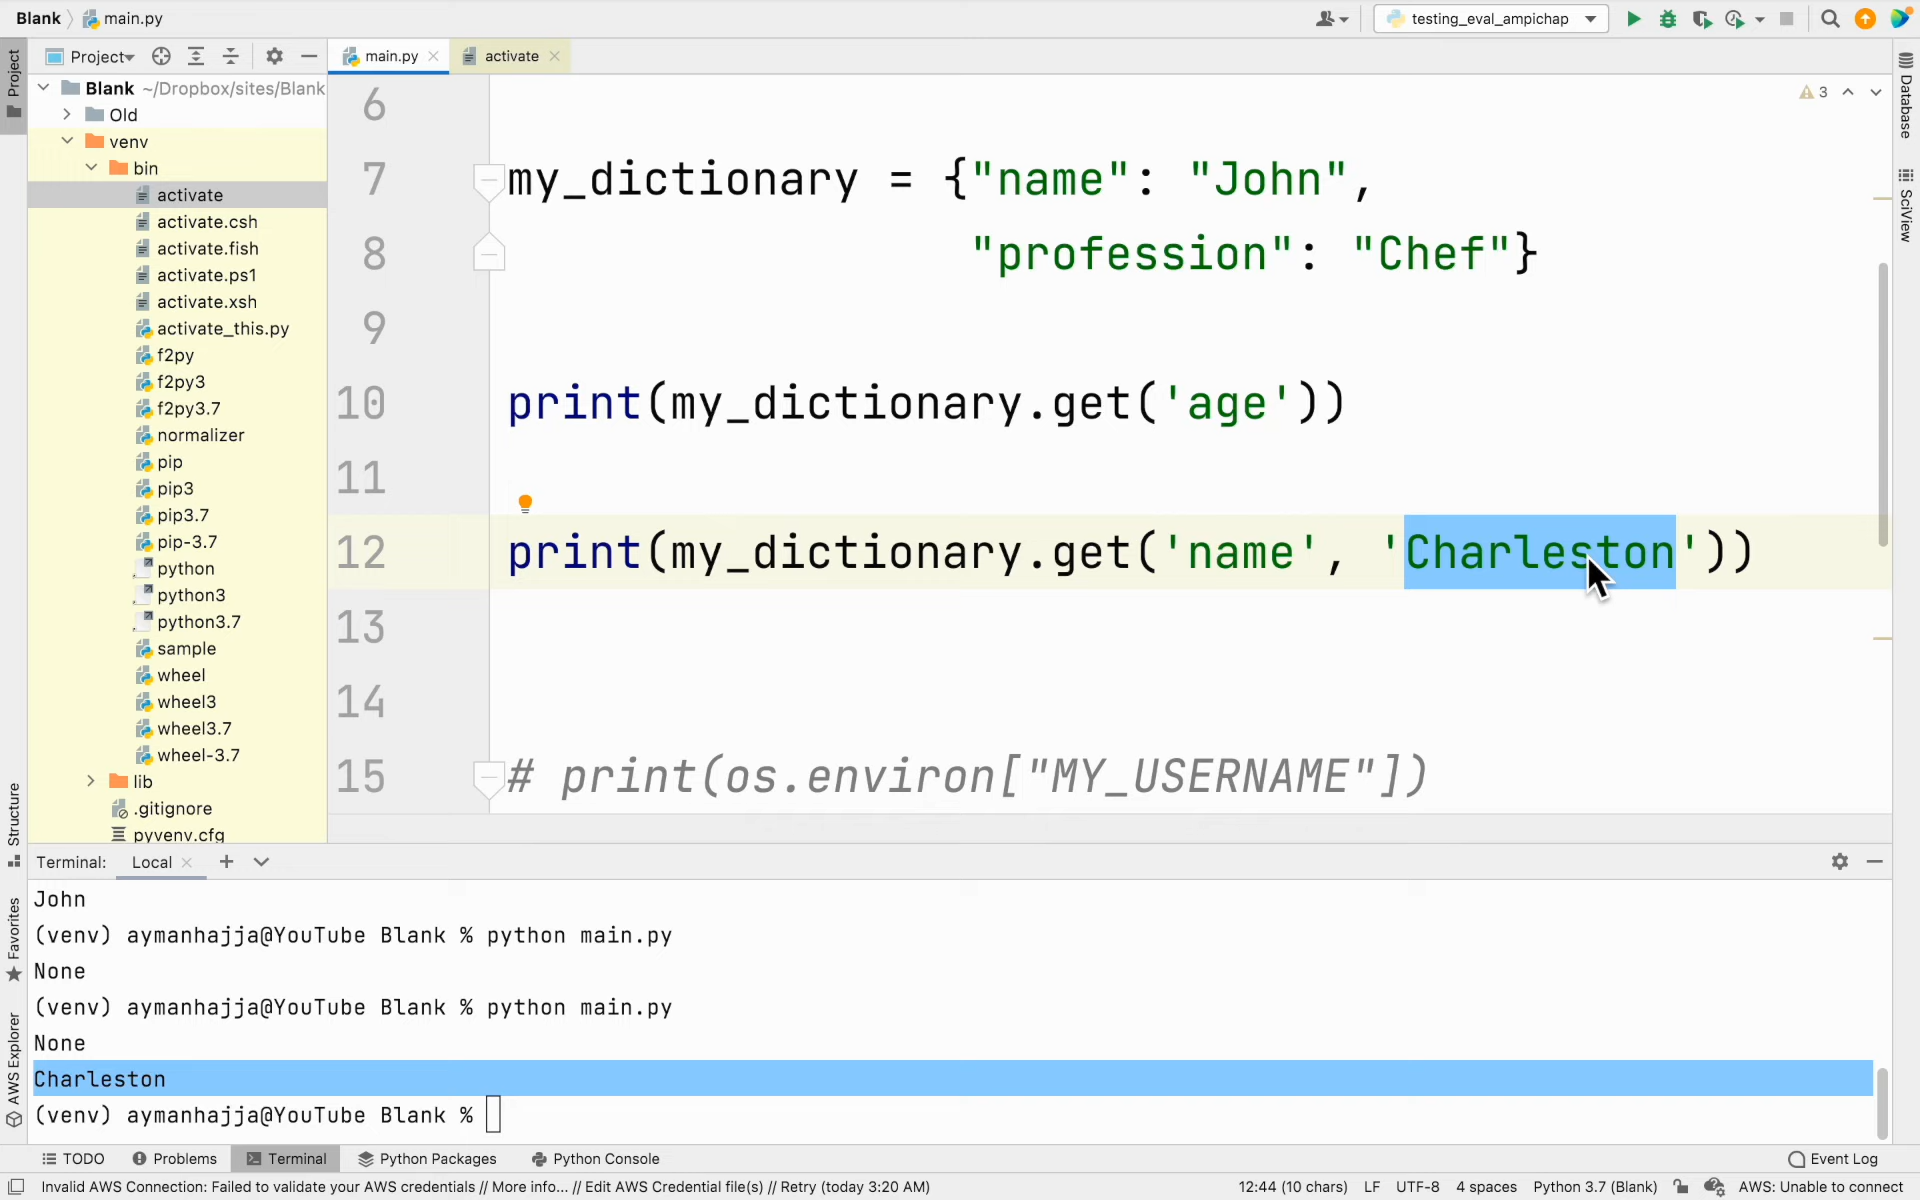 Blank main.py
testing_eval_ampichap
Project
main.py
activate
Blank ~/Dropbox/sites/Blank
Old
venv
bin
activate
activate.csh
activate.fish
activate.ps1
activate.xsh
activate_this.py
f2py
f2py3
f2py3.7
normalizer
pip
pip3
pip3.7
pip-3.7
python
python3
python3.7
sample
wheel
wheel3
wheel3.7
wheel-3.7
lib
.gitignore
pyvenv.cfg
3
6
7 my_dictionary = {"name": "John",
8 "profession": "Chef"}
9
10 print(my_dictionary.get('age'))
11
12 print(my_dictionary.get('name', 'Charleston'))
13
14
15 # print(os.environ["MY_USERNAME"])
Project
Structure
Favorites
AWS Explorer
Database
SciView
Terminal: Local
John
(venv) aymanhajja@YouTube Blank % python main.py
None
(venv) aymanhajja@YouTube Blank % python main.py
None
Charleston
(venv) aymanhajja@YouTube Blank %
TODO Problems Terminal Python Packages Python Console Event Log
Invalid AWS Connection: Failed to validate your AWS credentials // More info... // Edit AWS Credential file(s) // Retry (today 3:20 AM) 12:44 (10 chars) LF UTF-8 4 spaces Python 3.7 (Blank) AWS: Unable to connect